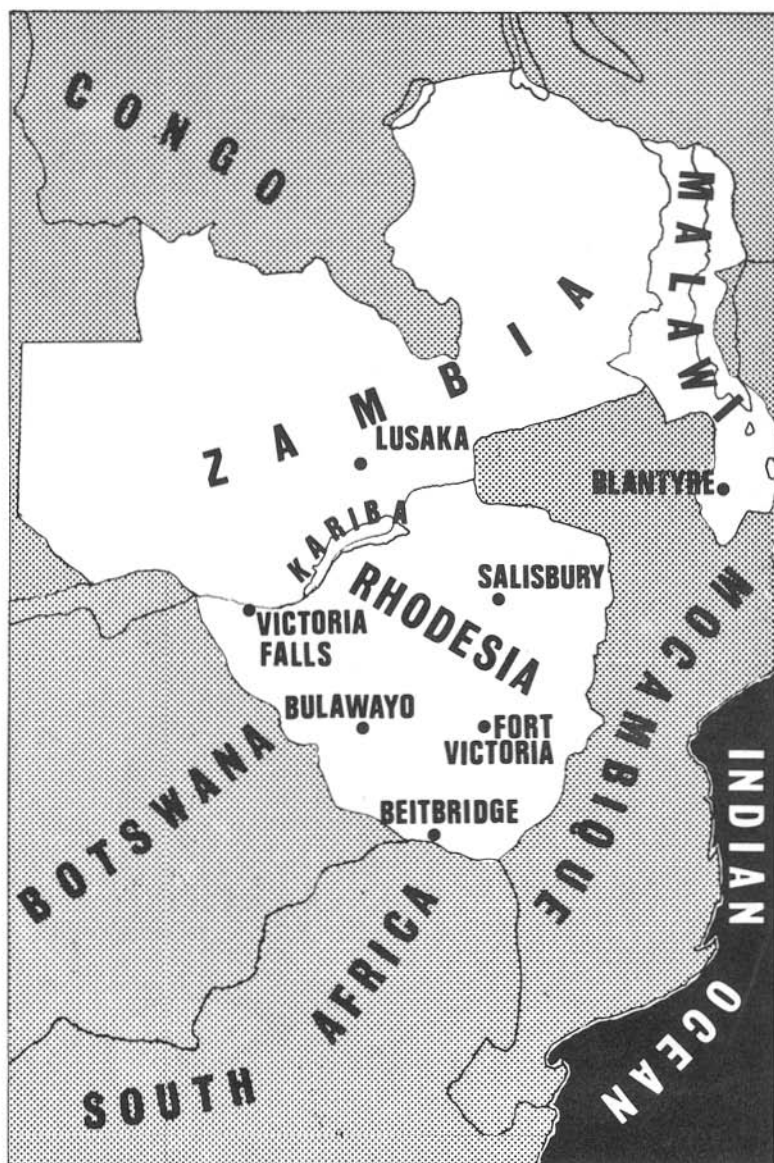 CONGO
MALAWI
ZAMBIA
LUSAKA
BLANTYRE
KARIBA
SALISBURY
RHODESIA
VICTORIA
FALLS
MOÇAMBIQUE
BULAWAYO
FORT
VICTORIA
BOTSWANA
INDIAN
OCEAN
BEITBRIDGE
SOUTH AFRICA